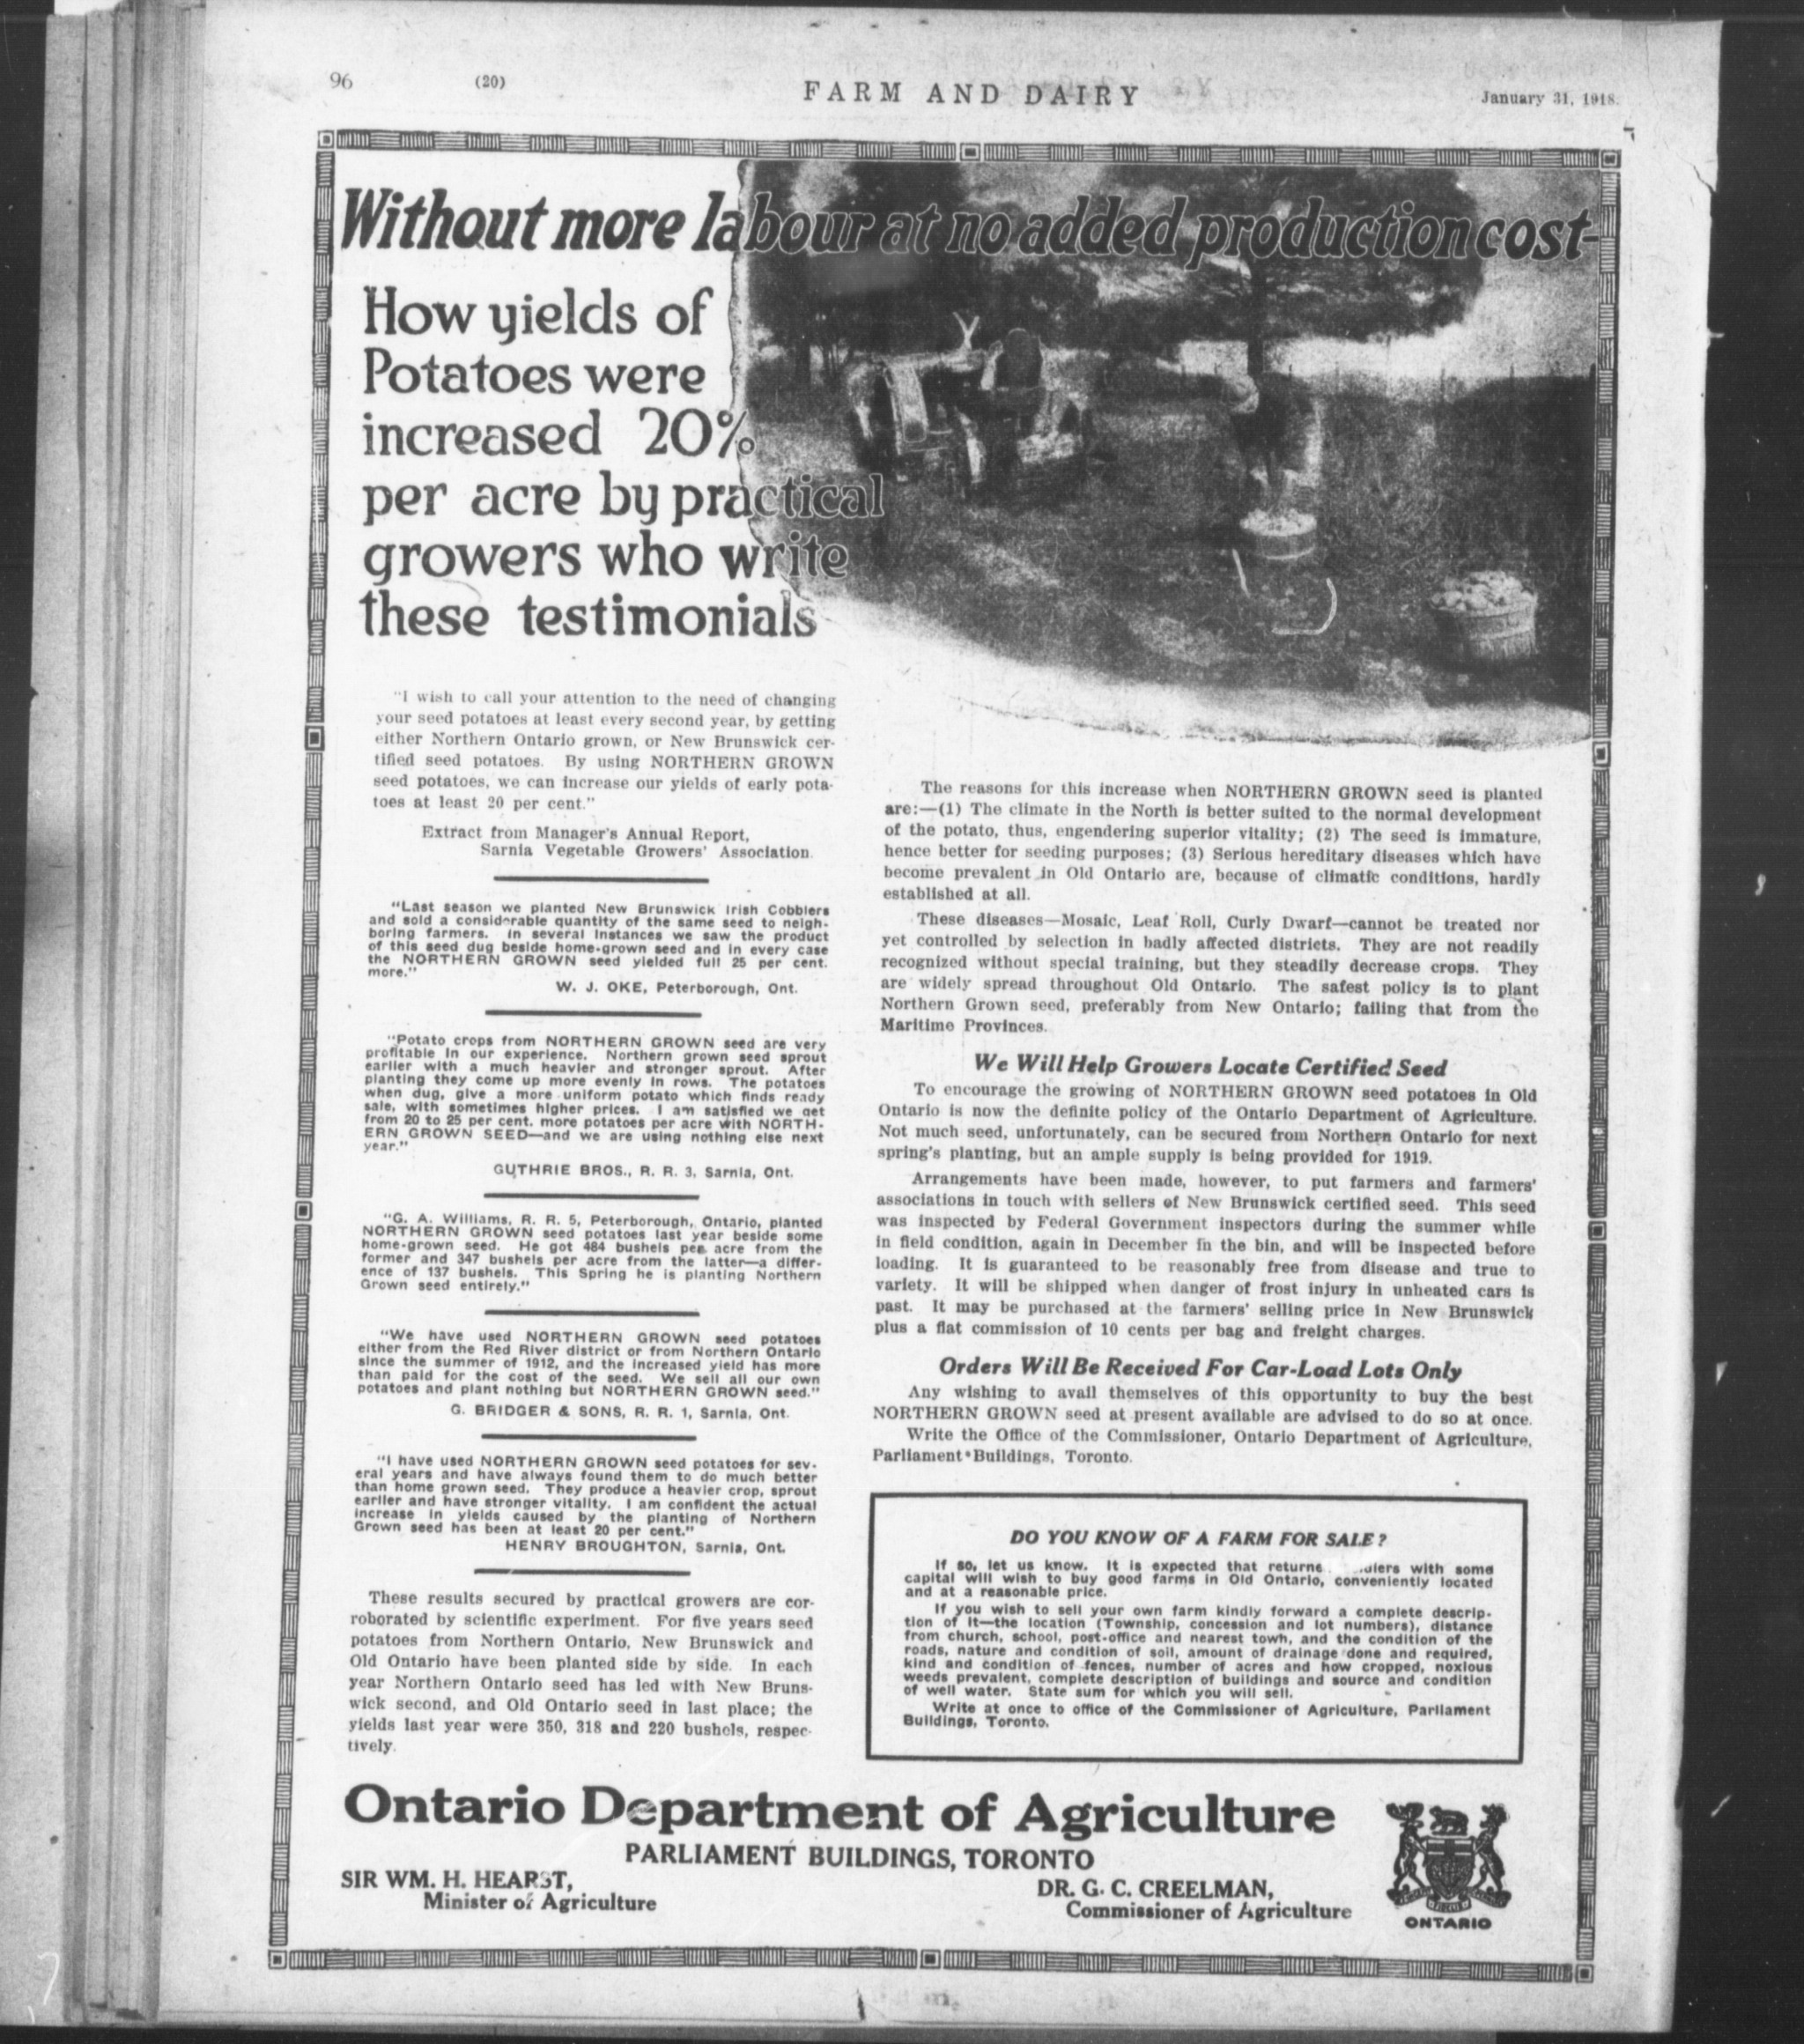 96 (20) FARM AND DAIRY January 31, 1918.
Without more labour at no added production cost-
How yields of
Potatoes were
increased 20%
per acre by practical
growers who write
these testimonials
"I wish to call your attention to the need of changing
your seed potatoes at least every second year, by getting
either Northern Ontario grown, or New Brunswick cer-
tified seed potatoes. By using NORTHERN GROWN
seed potatoes, we can increase our yields of early pota-
toes at least 20 per cent."
Extract from Manager's Annual Report,
Sarnia Vegetable Growers' Association.
"Last season we planted New Brunswick Irish Cobblers
and sold a considerable quantity of the same seed to neigh-
boring farmers. In several instances we saw the product
of this seed dug beside home-grown seed and in every case
the NORTHERN GROWN seed yielded full 25 per cent.
more."
W. J. OKE, Peterborough, Ont.
"Potato crops from NORTHERN GROWN seed are very
profitable in our experience. Northern grown seed sprout
earlier with a much heavier and stronger sprout. After
planting they come up more evenly in rows. The potatoes
when dug, give a more uniform potato which finds ready
sale, with sometimes higher prices. I am satisfied we get
from 20 to 25 per cent. more potatoes per acre with NORTH-
ERN GROWN SEED—and we are using nothing else next
year."
GUTHRIE BROS., R. R. 3, Sarnia, Ont.
"G. A. Williams, R. R. 5, Peterborough, Ontario, planted
NORTHERN GROWN seed potatoes last year beside some
home-grown seed. He got 484 bushels per acre from the
former and 347 bushels per acre from the latter—a differ-
ence of 137 bushels. This Spring he is planting Northern
Grown seed entirely."
"We have used NORTHERN GROWN seed potatoes
either from the Red River district or from Northern Ontario
since the summer of 1912, and the increased yield has more
than paid for the cost of the seed. We sell all our own
potatoes and plant nothing but NORTHERN GROWN seed."
G. BRIDGER & SONS, R. R. 1, Sarnia, Ont.
"I have used NORTHERN GROWN seed potatoes for sev-
eral years and have always found them to do much better
than home grown seed. They produce a heavier crop, sprout
earlier and have stronger vitality. I am confident the actual
increase in yields caused by the planting of Northern
Grown seed has been at least 20 per cent."
HENRY BROUGHTON, Sarnia, Ont.
These results secured by practical growers are cor-
roborated by scientific experiment. For five years seed
potatoes from Northern Ontario, New Brunswick and
Old Ontario have been planted side by side. In each
year Northern Ontario seed has led with New Bruns-
wick second, and Old Ontario seed in last place; the
yields last year were 350, 318 and 220 bushels, respec-
tively.
The reasons for this increase when NORTHERN GROWN seed is planted
are:—(1) The climate in the North is better suited to the normal development
of the potato, thus, engendering superior vitality; (2) The seed is immature,
hence better for seeding purposes; (3) Serious hereditary diseases which have
become prevalent in Old Ontario are, because of climatic conditions, hardly
established at all.
These diseases—Mosaic, Leaf Roll, Curly Dwarf—cannot be treated nor
yet controlled by selection in badly affected districts. They are not readily
recognized without special training, but they steadily decrease crops. They
are widely spread throughout Old Ontario. The safest policy is to plant
Northern Grown seed, preferably from New Ontario; failing that from the
Maritime Provinces.
We Will Help Growers Locate Certified Seed
To encourage the growing of NORTHERN GROWN seed potatoes in Old
Ontario is now the definite policy of the Ontario Department of Agriculture.
Not much seed, unfortunately, can be secured from Northern Ontario for next
spring's planting, but an ample supply is being provided for 1919.
Arrangements have been made, however, to put farmers and farmers'
associations in touch with sellers of New Brunswick certified seed. This seed
was inspected by Federal Government inspectors during the summer while
in field condition, again in December in the bin, and will be inspected before
loading. It is guaranteed to be reasonably free from disease and true to
variety. It will be shipped when danger of frost injury in unheated cars is
past. It may be purchased at the farmers' selling price in New Brunswick
plus a flat commission of 10 cents per bag and freight charges.
Orders Will Be Received For Car-Load Lots Only
Any wishing to avail themselves of this opportunity to buy the best
NORTHERN GROWN seed at present available are advised to do so at once.
Write the Office of the Commissioner, Ontario Department of Agriculture,
Parliament Buildings, Toronto.
DO YOU KNOW OF A FARM FOR SALE?
If so, let us know. It is expected that with some
capital will wish to buy good farms in Old Ontario, conveniently located
and at a reasonable price.
If you wish to sell your own farm kindly forward a complete descrip-
tion of it—the location (Township, concession and lot numbers), distance
from church, school, post-office and nearest town, and the condition of the
roads, nature and condition of soil, amount of drainage done and required,
kind and condition of fences, number of acres and how cropped, noxious
weeds prevalent, complete description of buildings and source and condition
of well water. State sum for which you will sell.
Write at once to office of the Commissioner of Agriculture, Parliament
Buildings, Toronto.
Ontario Department of Agriculture
PARLIAMENT BUILDINGS, TORONTO
SIR WM. H. HEARST,
Minister of Agriculture
DR. G. C. CREELMAN,
Commissioner of Agriculture
ONTARIO